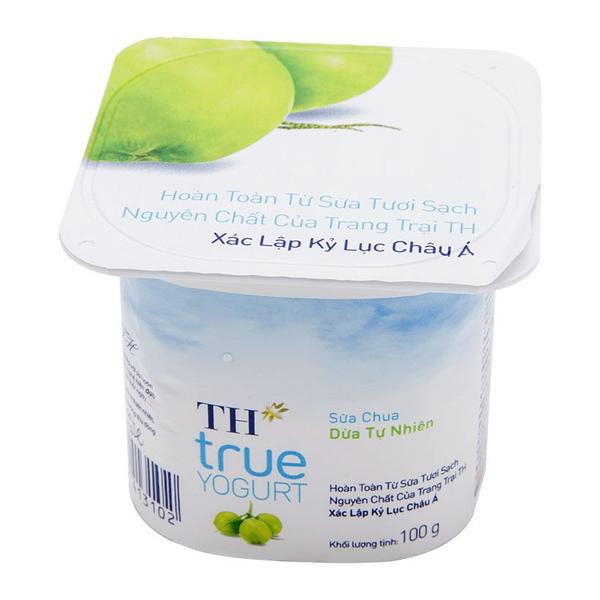 Hoàn Toàn Từ Sữa Tươi Sạch
Nguyên Chất Của Trang Trại TH
Xác Lập Kỷ Lục Châu Á
TH
true
YOGURT
Sữa Chua
Dừa Tự Nhiên
Hoàn Toàn Từ Sữa Tươi Sạch
Nguyên Chất Của Trang Trại TH
Xác Lập Kỷ Lục Châu Á
Khối lượng tịnh: 100 g
13102